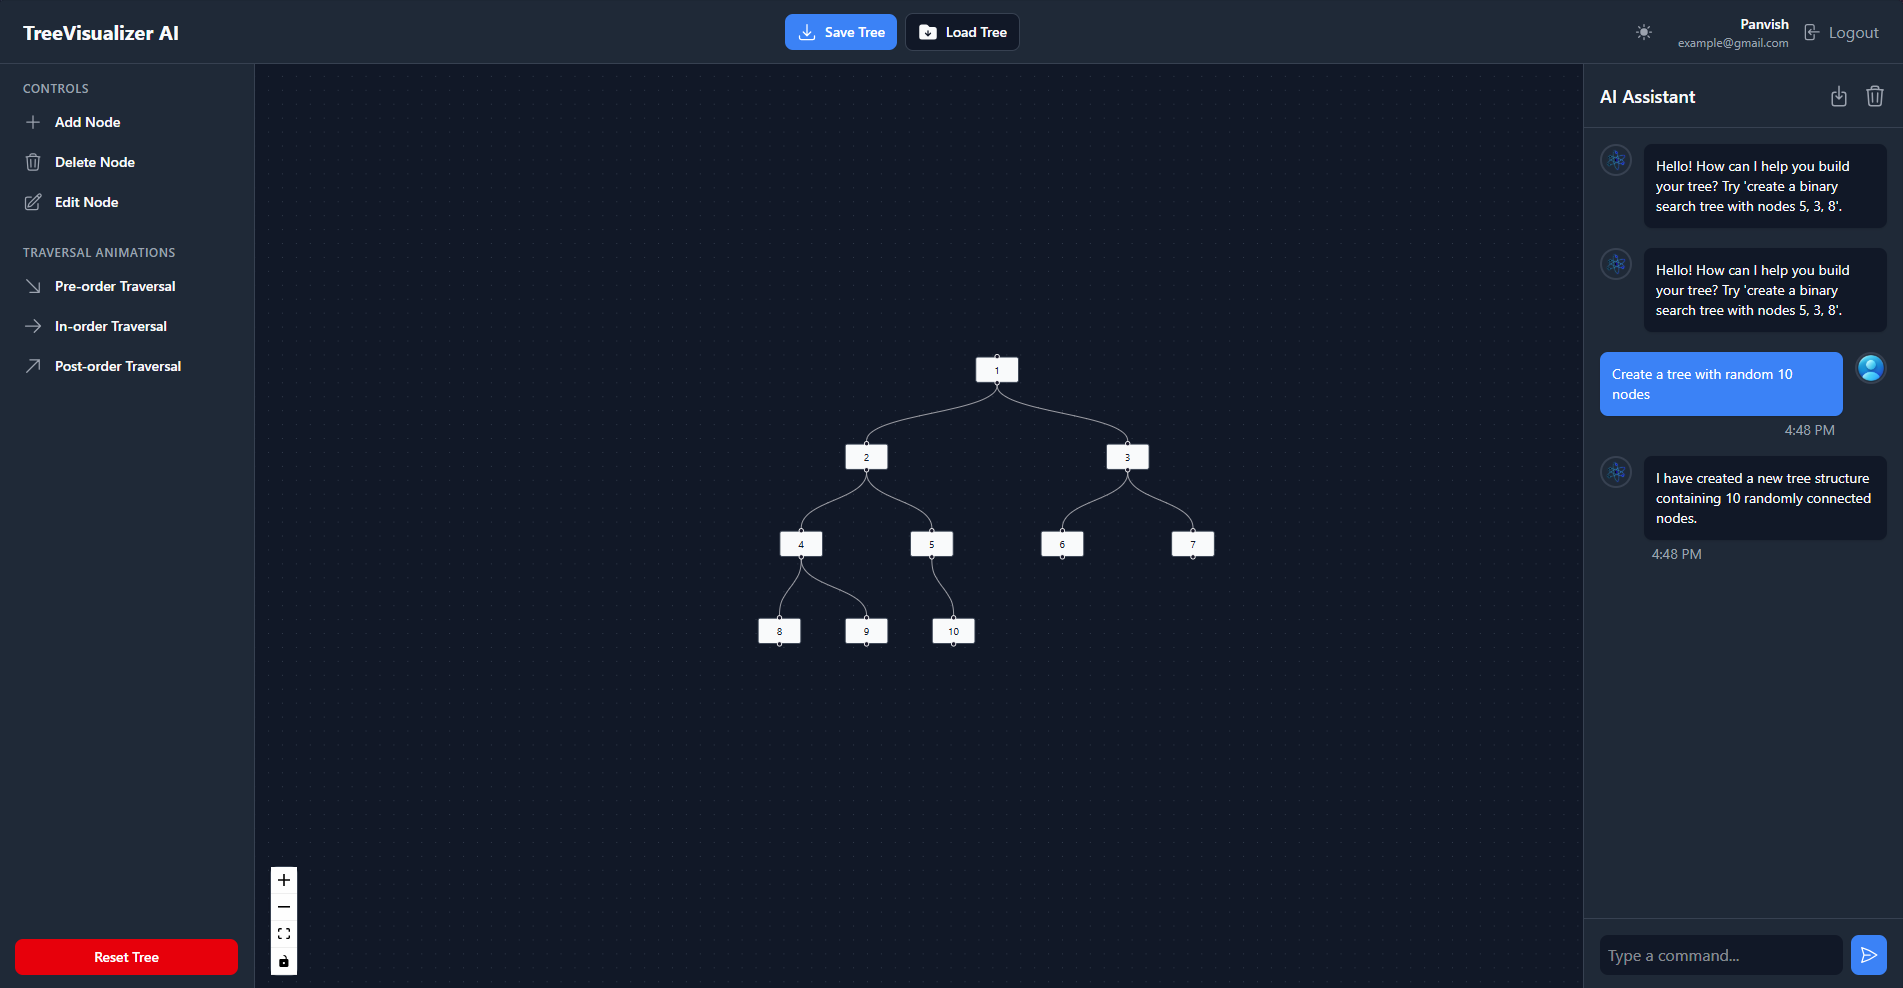 TreeVisualizer AI
Save Tree
Load Tree
Panvish
example@gmail.com
Logout
CONTROLS
Add Node
Delete Node
Edit Node
TRAVERSAL ANIMATIONS
Pre-order Traversal
In-order Traversal
Post-order Traversal
Reset Tree
1
2
3
4
5
6
7
8
9
10
AI Assistant
Hello! How can I help you build
your tree? Try 'create a binary
search tree with nodes 5, 3, 8'.
Hello! How can I help you build
your tree? Try 'create a binary
search tree with nodes 5, 3, 8'.
Create a tree with random 10
nodes
4:48 PM
I have created a new tree structure
containing 10 randomly connected
nodes.
4:48 PM
Type a command...